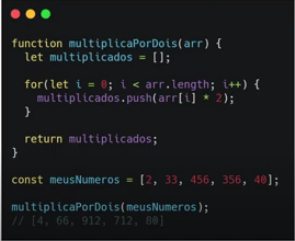 function multiplicaPorDois(arr) {
  let multiplicados = [];

  for(let i = 0; i < arr.length; i++) {
    multiplicados.push(arr[i] * 2);
  }

  return multiplicados;
}

const meusNumeros = [2, 33, 456, 356, 40];

multiplicaPorDois(meusNumeros);
// [4, 66, 912, 712, 80]